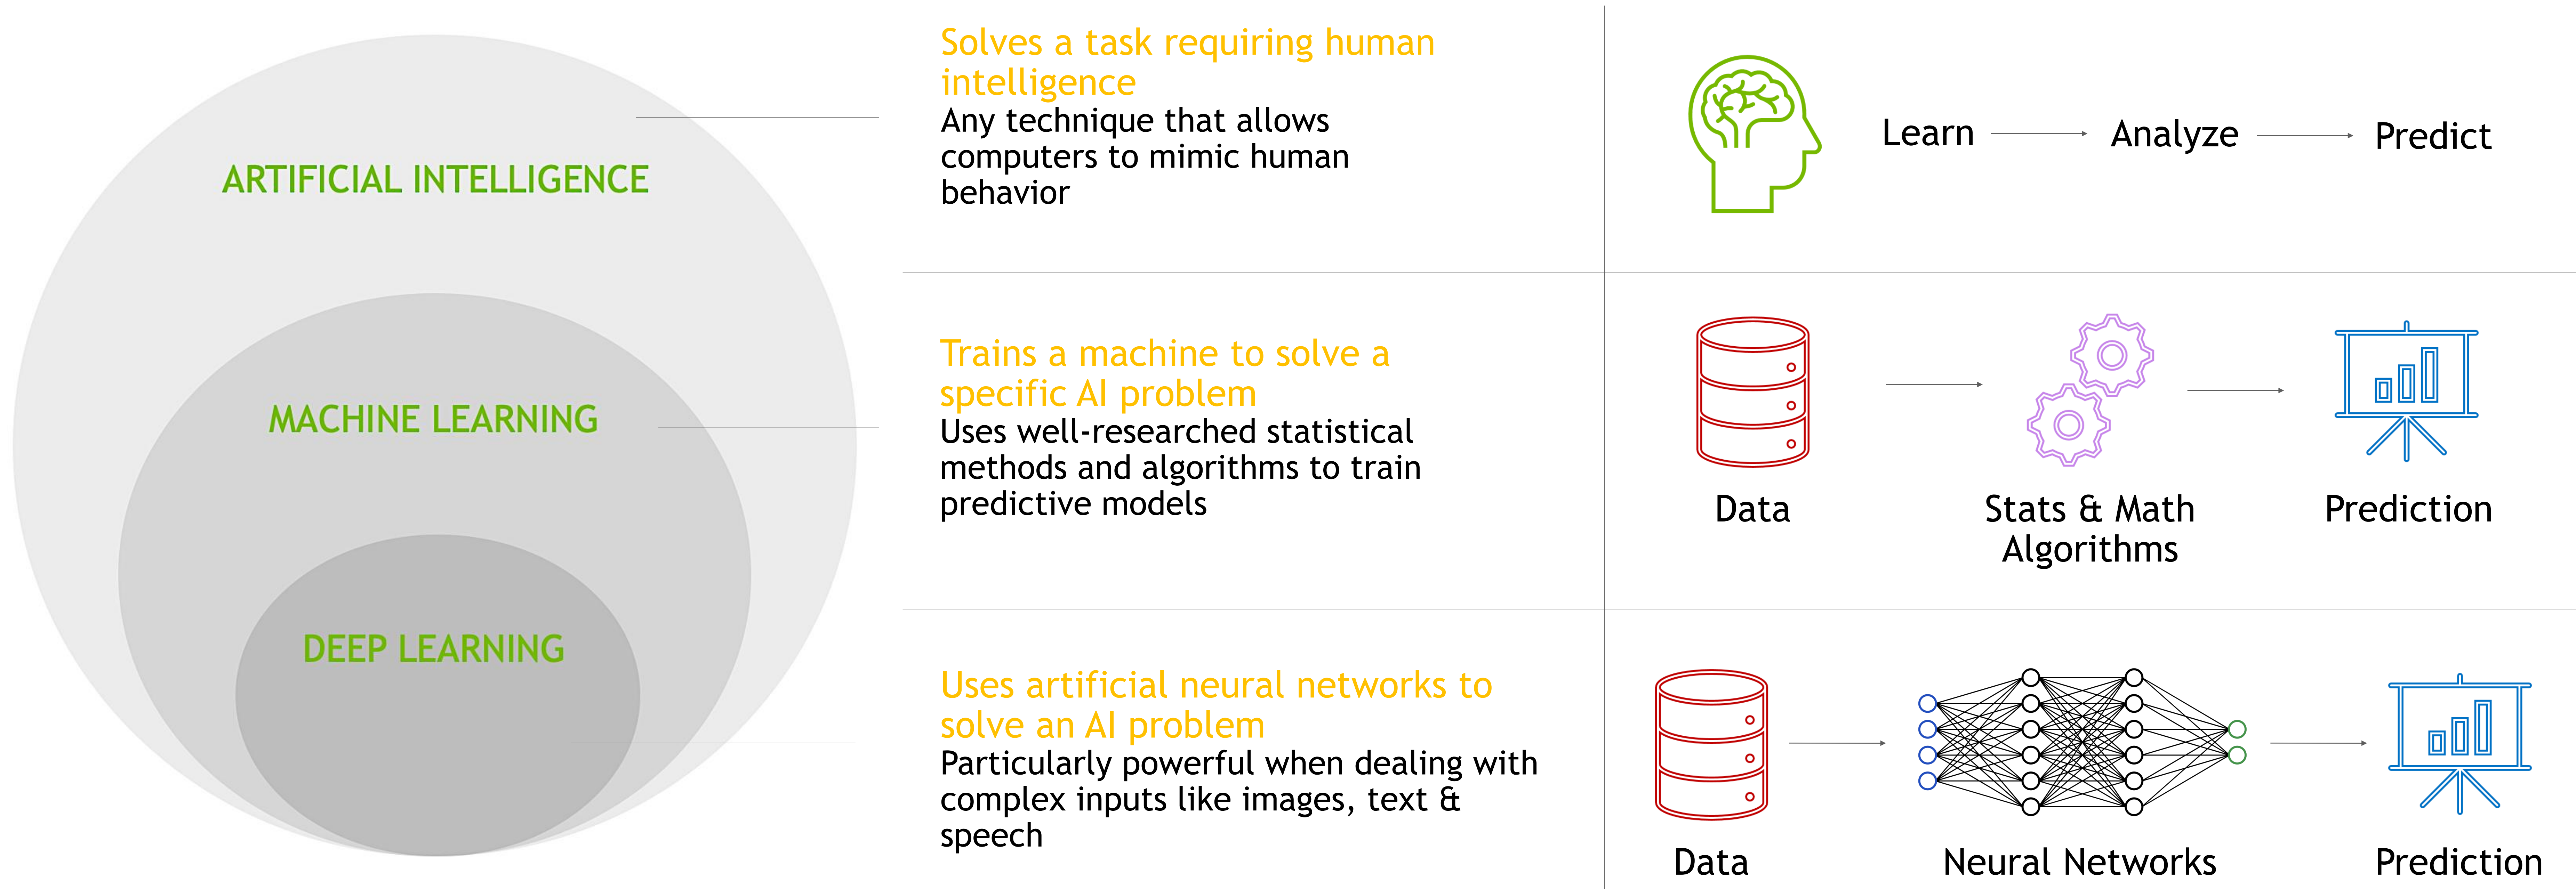 ARTIFICIAL INTELLIGENCE
Solves a task requiring human
intelligence
Any technique that allows
computers to mimic human
behavior
Learn
Analyze
Predict
MACHINE LEARNING
Trains a machine to solve a
specific AI problem
Uses well-researched statistical
methods and algorithms to train
predictive models
Data
Stats & Math
Algorithms
Prediction
DEEP LEARNING
Uses artificial neural networks to
solve an AI problem
Particularly powerful when dealing with
complex inputs like images, text &
speech
Data
Neural Networks
Prediction